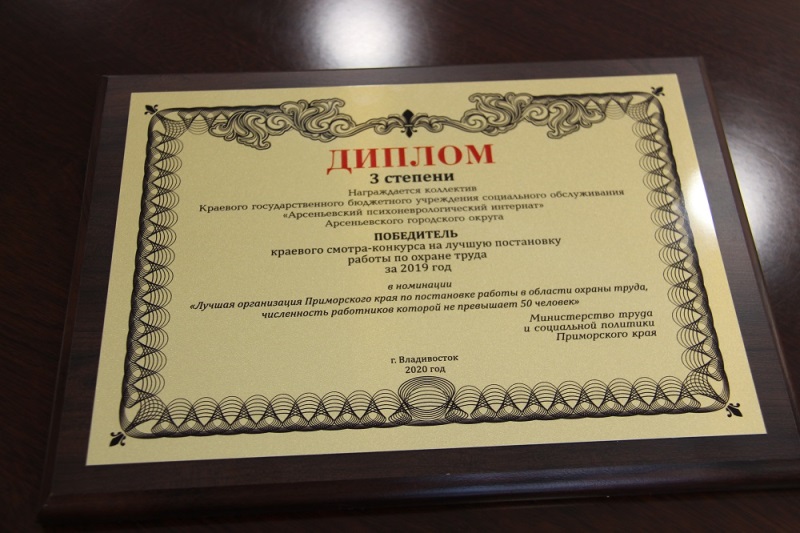 ДИПЛОМ
3 степени
Награждается коллектив
Краевого государственного бюджетного учреждения социального обслуживания
«Арсеньевский психоневрологический интернат»
Арсеньевского городского округа
ПОБЕДИТЕЛЬ
краевого смотра-конкурса на лучшую постановку
работы по охране труда
за 2019 год
в номинации
«Лучшая организация Приморского края по постановке работы в области охраны труда,
численность работников которой не превышает 50 человек»
Министерство труда
и социальной политики
Приморского края
г. Владивосток
2020 год